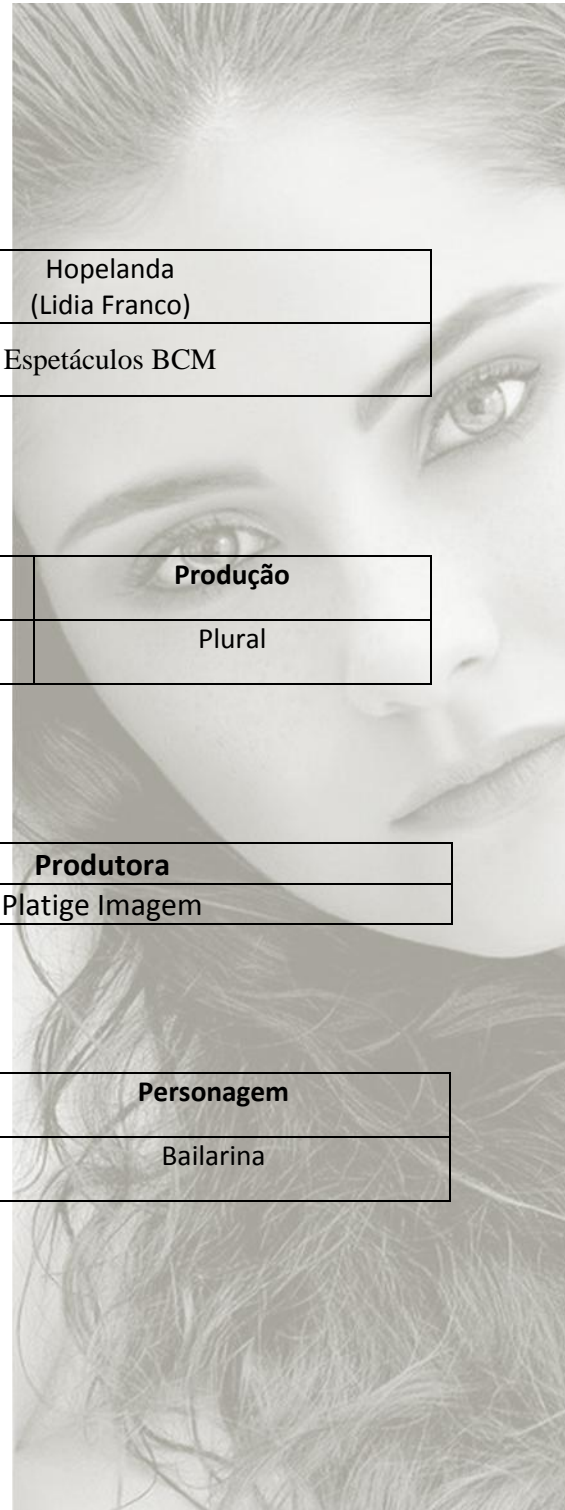 Hopelanda
(Lidia Franco)
Espetáculos BCM
Produção
Plural
Produtora
Platige Imagem
Personagem
Bailarina